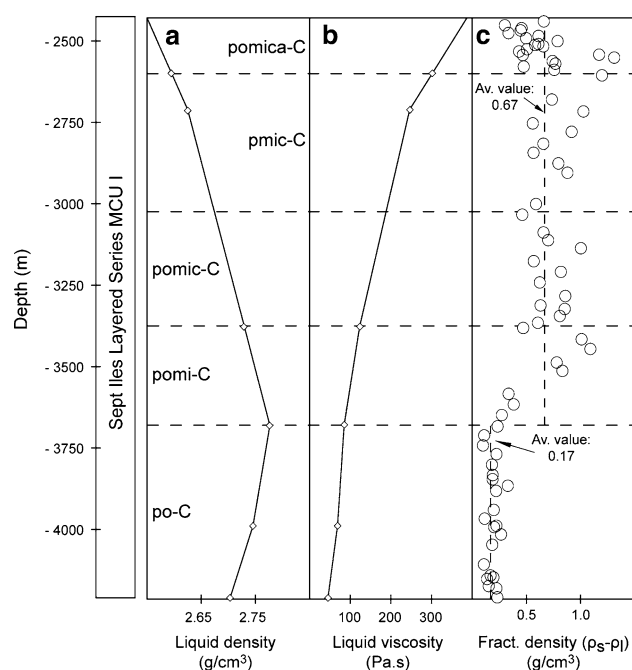 a
b
c
- 2500
- 2750
- 3000
- 3250
- 3500
- 3750
- 4000
Depth (m)
Sept Iles Layered Series MCU I
pomica-C
pmic-C
pomic-C
pomi-C
po-C
Av. value:
0.67
Av. value:
0.17
2.65 2.75
100 200 300
0.5 1.0
Liquid density
(g/cm³)
Liquid viscosity
(Pa.s)
Fract. density (ρs-ρl)
(g/cm³)